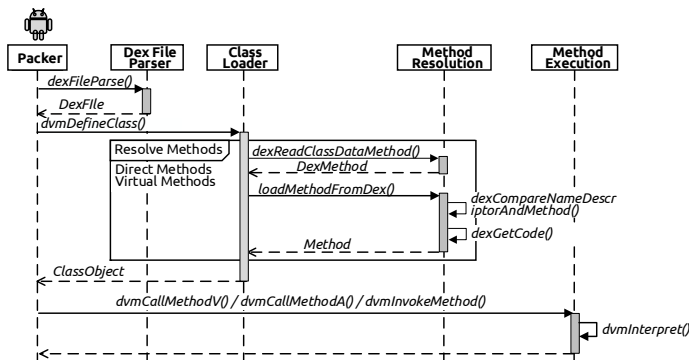 Packer
Dex File
Parser
Class
Loader
Method
Resolution
Method
Execution
dexFileParse()
DexFIle
dvmDefineClass()
Resolve Methods
Direct Methods
Virtual Methods
dexReadClassDataMethod()
DexMethod
loadMethodFromDex()
dexCompareNameDescr
iptorAndMethod()
dexGetCode()
Method
ClassObject
dvmCallMethodV() / dvmCallMethodA() / dvmInvokeMethod()
dvmInterpret()